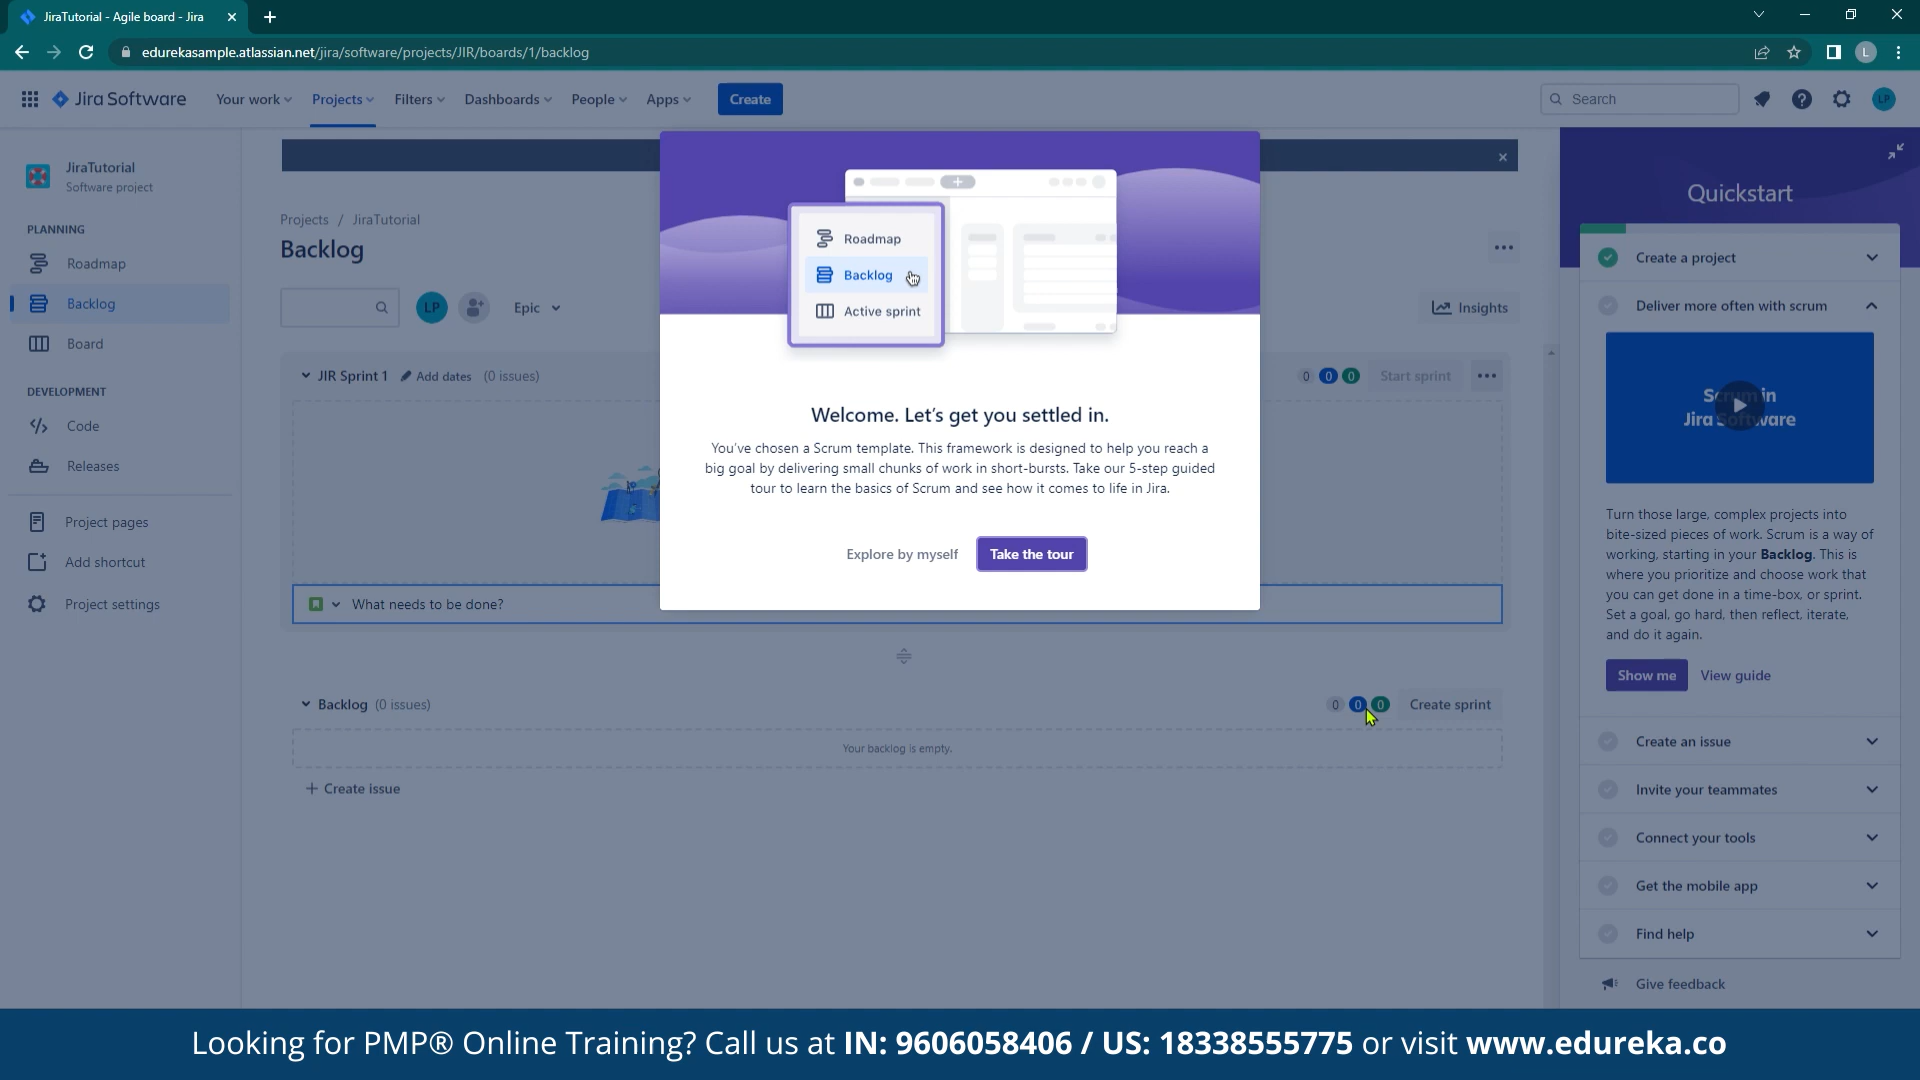 JiraTutorial - Agile board - Jira
edurekasample.atlassian.net/jira/software/projects/JIR/boards/1/backlog
L
Jira Software
Your work
Projects
Filters
Dashboards
People
Apps
Create
Search
LP
JiraTutorial
Software project
PLANNING
Roadmap
Backlog
Board
DEVELOPMENT
Code
Releases
Project pages
Add shortcut
Project settings
Projects / JiraTutorial
Backlog
LP
Epic
Insights
JIR Sprint 1
Add dates
(0 issues)
0 0 0
Start sprint
What needs to be done?
Backlog (0 issues)
0 0 0
Create sprint
Your backlog is empty.
+ Create issue
Roadmap
Backlog
Active sprint
Welcome. Let's get you settled in.
You've chosen a Scrum template. This framework is designed to help you reach a
big goal by delivering small chunks of work in short-bursts. Take our 5-step guided
tour to learn the basics of Scrum and see how it comes to life in Jira.
Explore by myself
Take the tour
Quickstart
Create a project
Deliver more often with scrum
Scrum in
Jira Software
Turn those large, complex projects into
bite-sized pieces of work. Scrum is a way of
working, starting in your Backlog. This is
where you prioritize and choose work that
you can get done in a time-box, or sprint.
Set a goal, go hard, then reflect, iterate,
and do it again.
Show me
View guide
Create an issue
Invite your teammates
Connect your tools
Get the mobile app
Find help
Give feedback
Looking for PMP® Online Training? Call us at IN: 9606058406 / US: 18338555775 or visit www.edureka.co